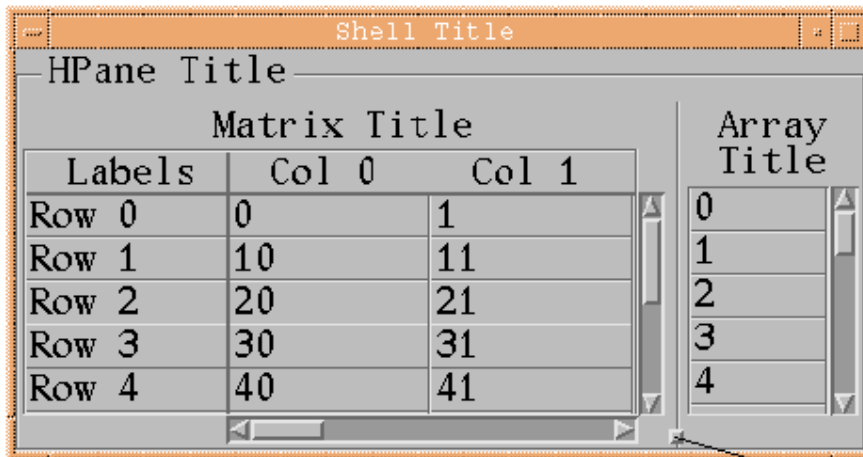 Shell Title
HPane Title
Matrix Title
Labels Col 0 Col 1
Row 0 0 1
Row 1 10 11
Row 2 20 21
Row 3 30 31
Row 4 40 41
Array
Title
0
1
2
3
4